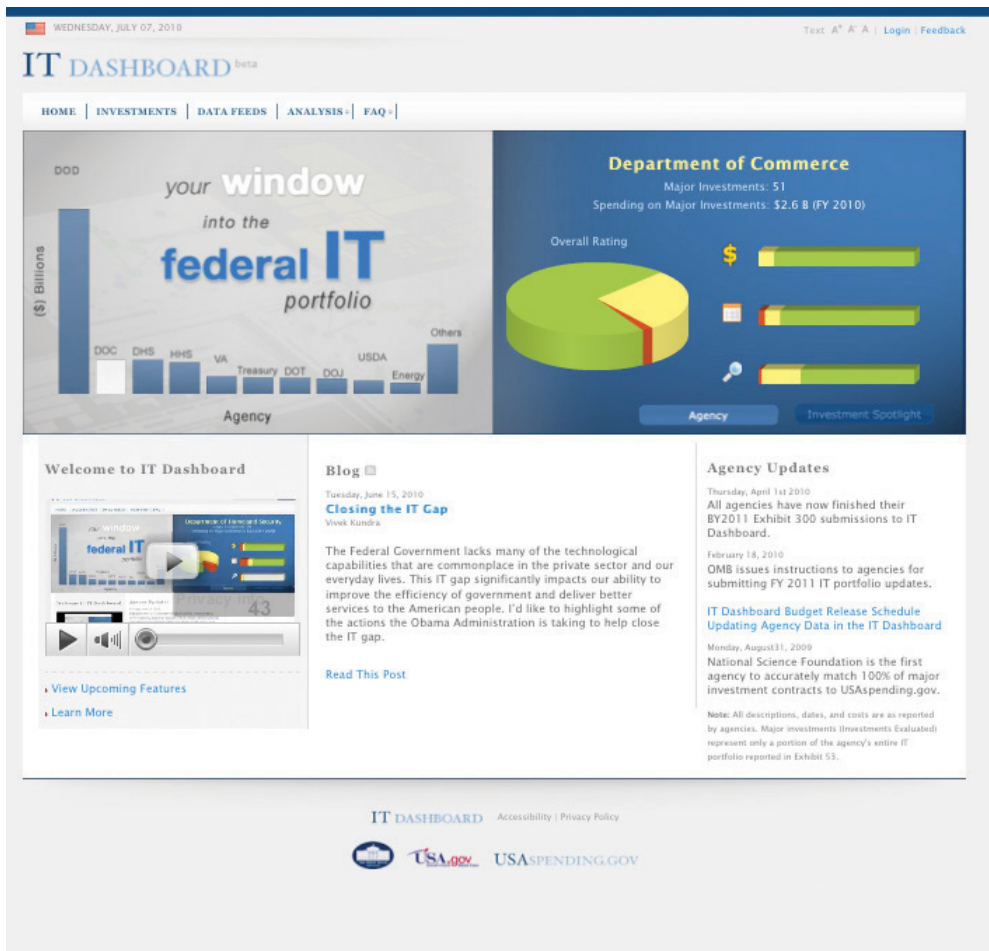 WEDNESDAY, JULY 07, 2010
Text A+ A- A | Login | Feedback
IT DASHBOARD beta
HOME | INVESTMENTS | DATA FEEDS | ANALYSIS | FAQ
your window
into the
federal IT
portfolio
($) Billions
DOD
DOC
DHS
HHS
VA
Treasury
DOT
DOJ
USDA
Energy
Others
Agency
Department of Commerce
Major Investments: 51
Spending on Major Investments: $2.6 B (FY 2010)
Overall Rating
$
Agency
Investment Spotlight
Welcome to IT Dashboard
Department of Homeland Security
federal IT
43
View Upcoming Features
Learn More
Blog
Tuesday, June 15, 2010
Closing the IT Gap
Vivek Kundra
The Federal Government lacks many of the technological
capabilities that are commonplace in the private sector and our
everyday lives. This IT gap significantly impacts our ability to
improve the efficiency of government and deliver better
services to the American people. I'd like to highlight some of
the actions the Obama Administration is taking to help close
the IT gap.
Read This Post
Agency Updates
Thursday, April 1st 2010
All agencies have now finished their
BY2011 Exhibit 300 submissions to IT
Dashboard.
February 18, 2010
OMB issues instructions to agencies for
submitting FY 2011 IT portfolio updates.
IT Dashboard Budget Release Schedule
Updating Agency Data in the IT Dashboard
Monday, August31, 2009
National Science Foundation is the first
agency to accurately match 100% of major
investment contracts to USAspending.gov.
Note: All descriptions, dates, and costs are as reported
by agencies. Major investments (Investments Evaluated)
represent only a portion of the agency's entire IT
portfolio reported in Exhibit 53.
IT DASHBOARD Accessibility | Privacy Policy
USA.gov USASPENDING.GOV